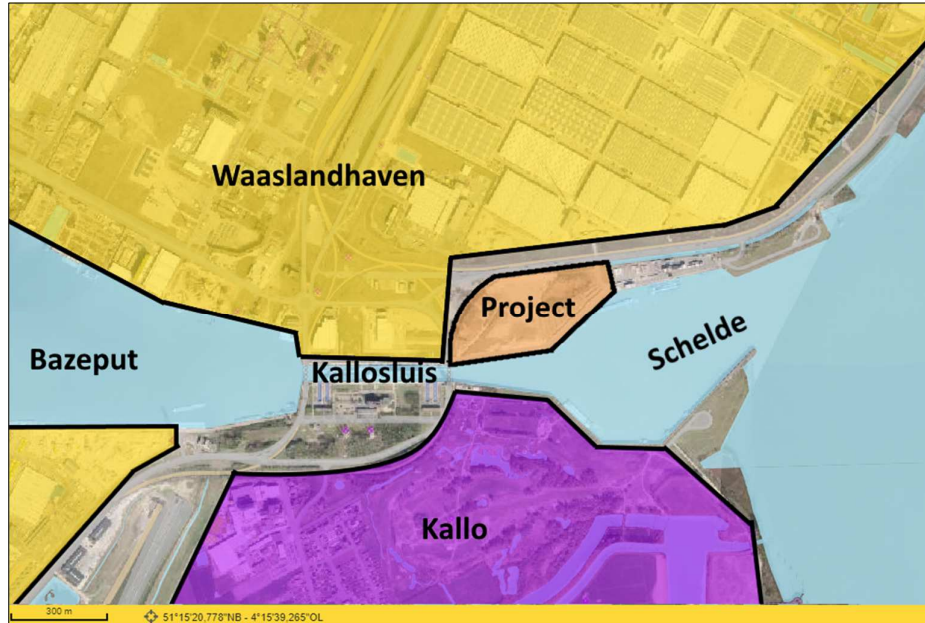 Waaslandhaven
Project
Schelde
Bazeput
Kallosluis
Kallo
300 m
51°15'20,778"NB - 4°15'39,265"OL